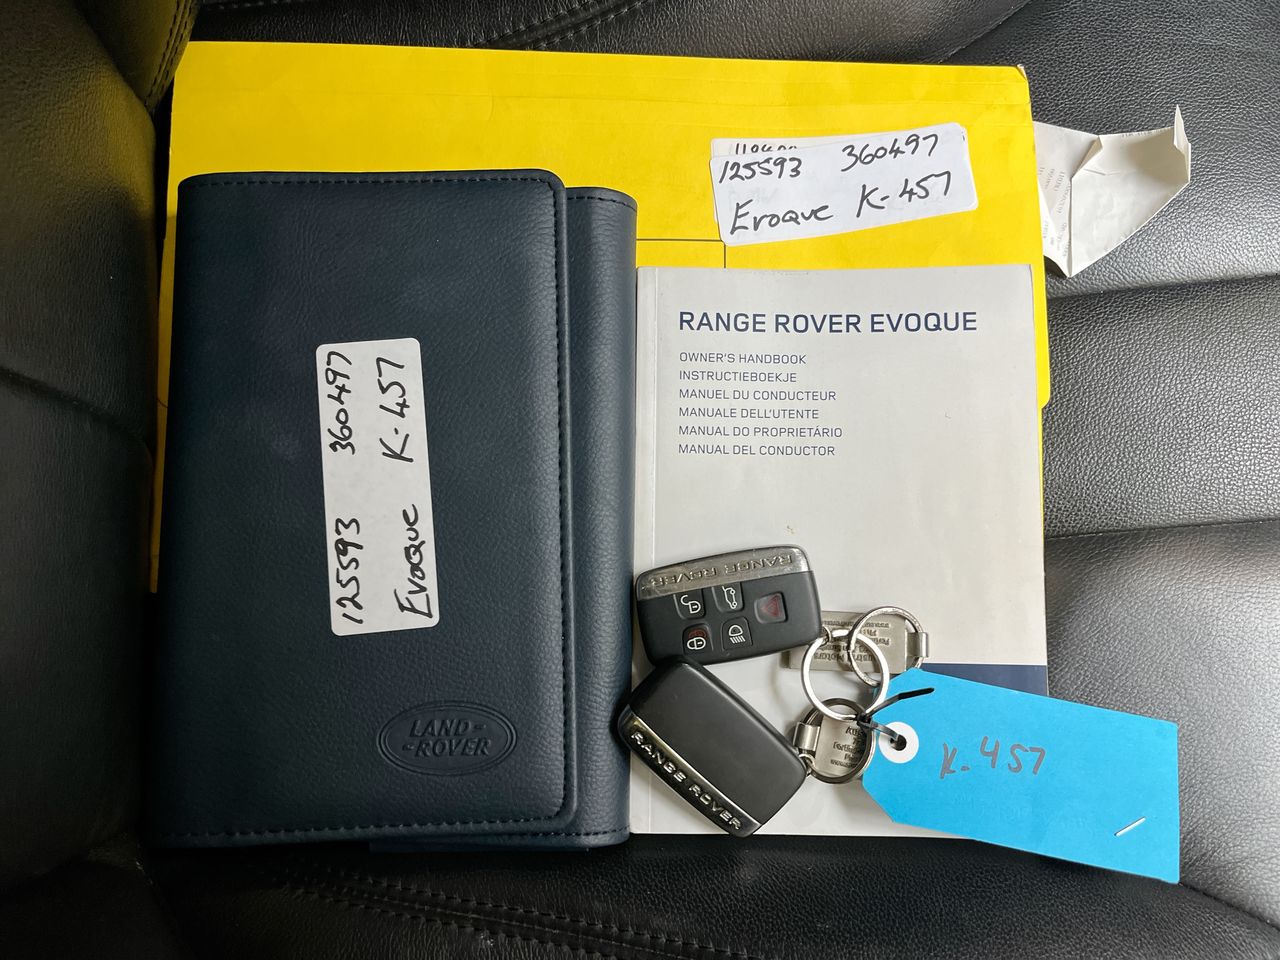 125593 360497
Evoque K-457
RANGE ROVER EVOQUE
OWNER'S HANDBOOK
INSTRUCTIEBOEKJE
MANUEL DU CONDUCTEUR
MANUALE DELL'UTENTE
MANUAL DO PROPRIETÁRIO
MANUAL DEL CONDUCTOR
125593 360497
Evoque K-457
LAND-
-ROVER
RANGE ROVER
RANGE ROVER
K-457